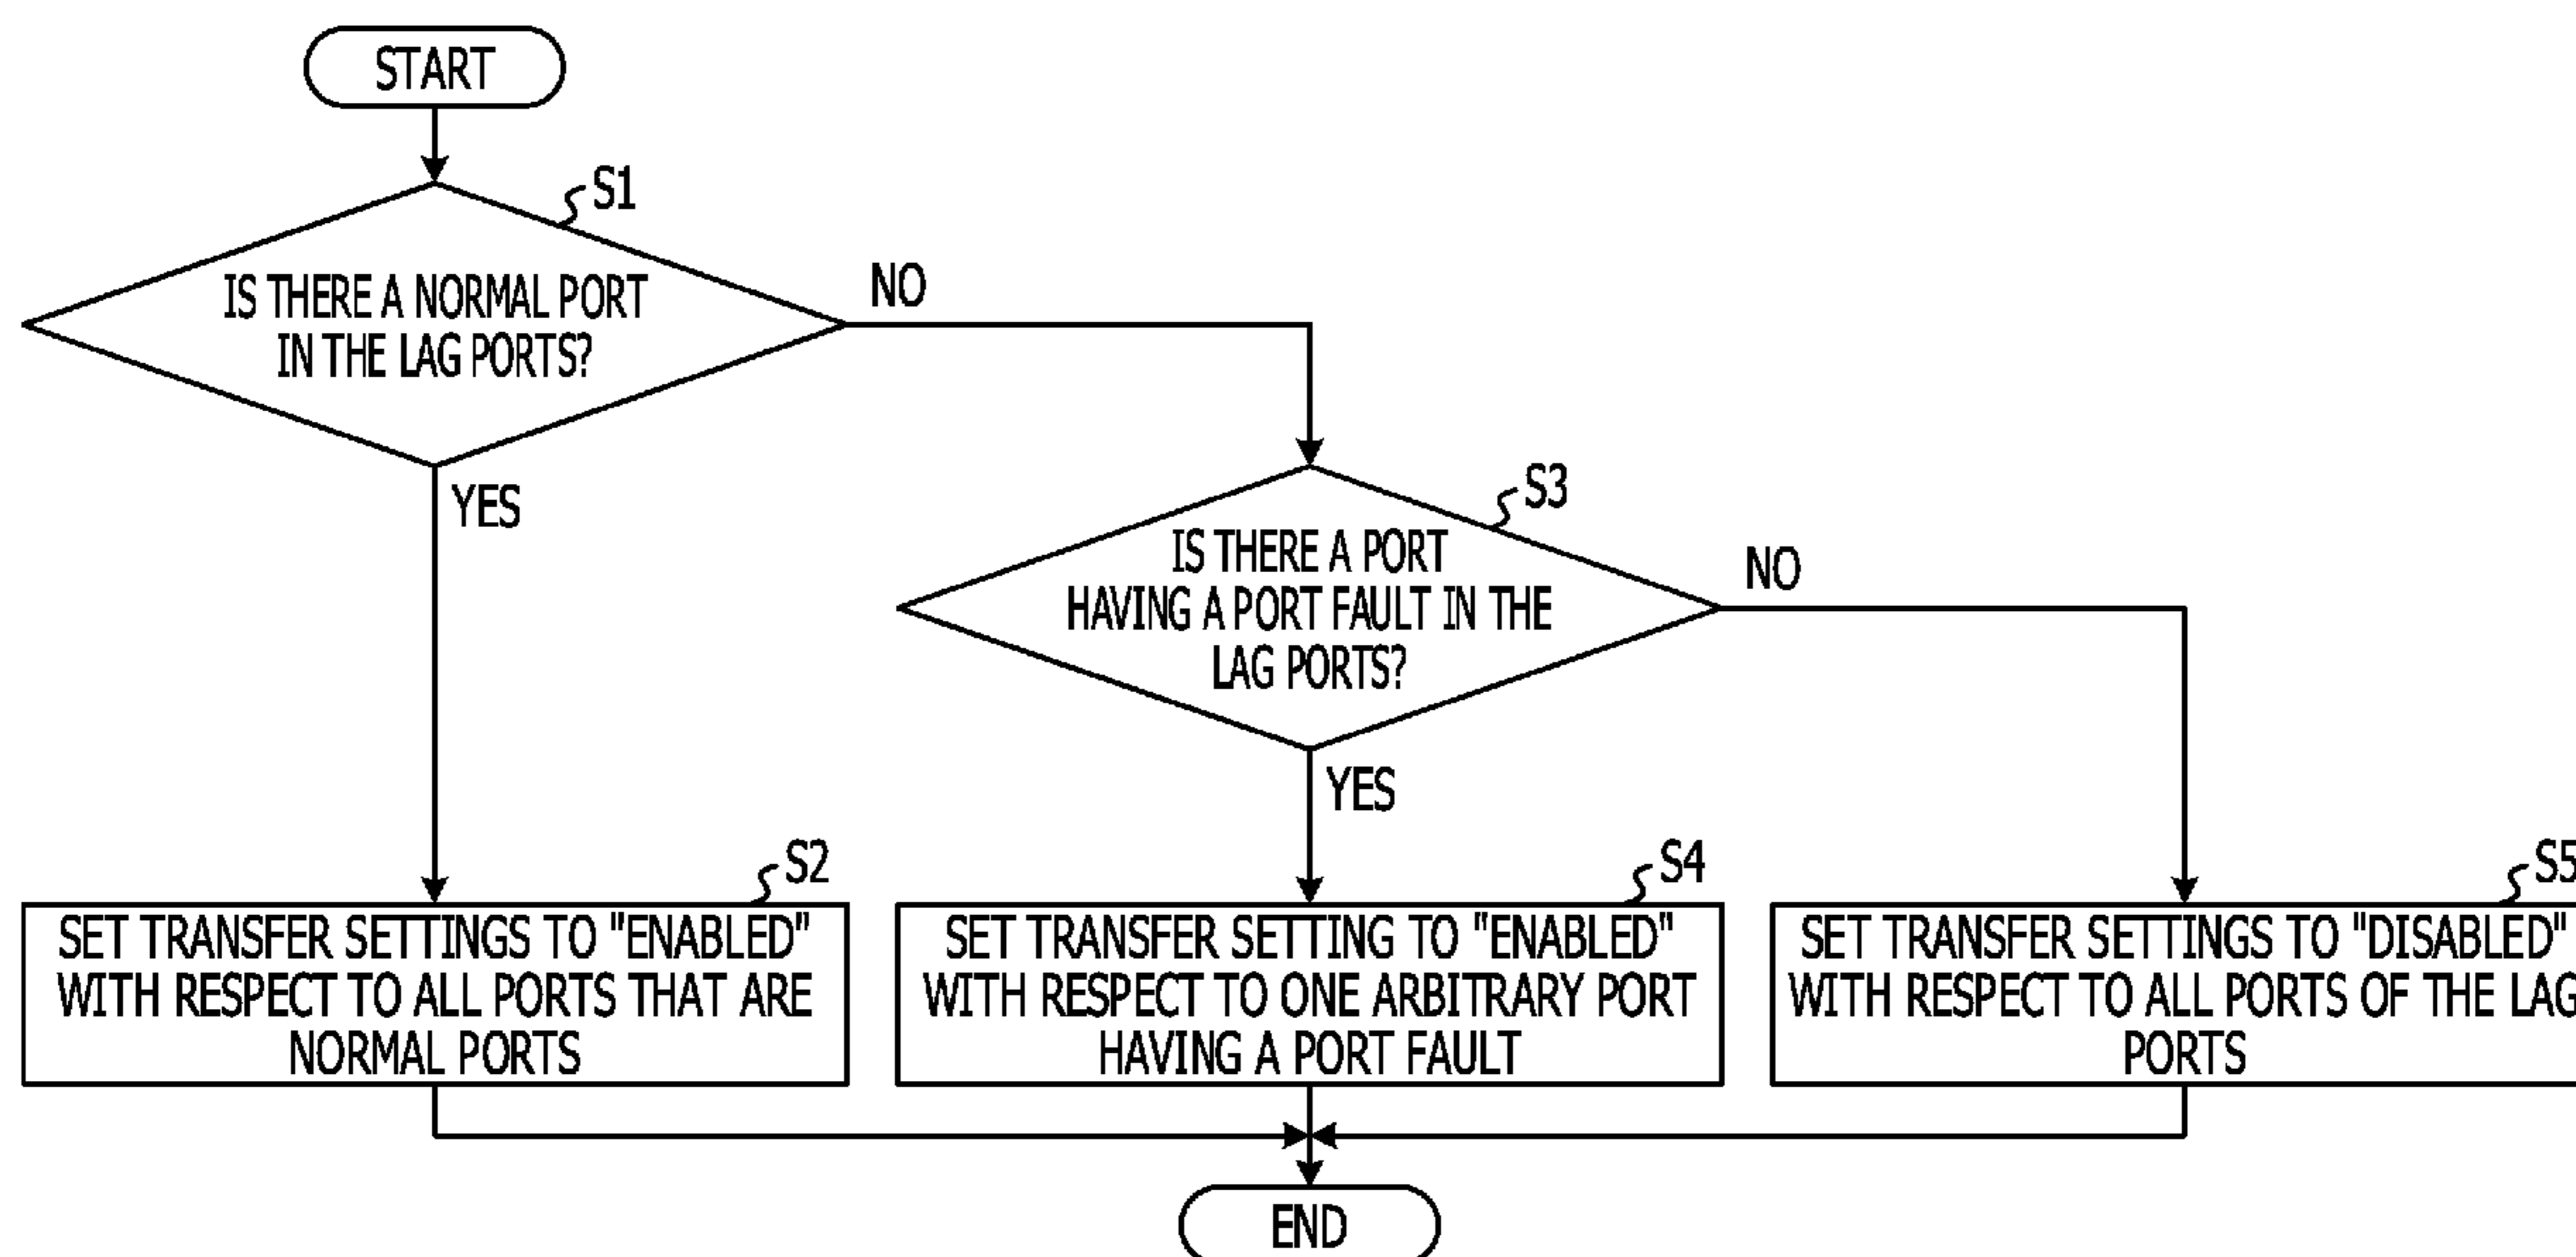 START
S1
IS THERE A NORMAL PORT
IN THE LAG PORTS?
NO
YES
S3
IS THERE A PORT
HAVING A PORT FAULT IN THE
LAG PORTS?
NO
YES
S2
SET TRANSFER SETTINGS TO "ENABLED"
WITH RESPECT TO ALL PORTS THAT ARE
NORMAL PORTS
S4
SET TRANSFER SETTING TO "ENABLED"
WITH RESPECT TO ONE ARBITRARY PORT
HAVING A PORT FAULT
S5
SET TRANSFER SETTINGS TO "DISABLED"
WITH RESPECT TO ALL PORTS OF THE LAG
PORTS
END